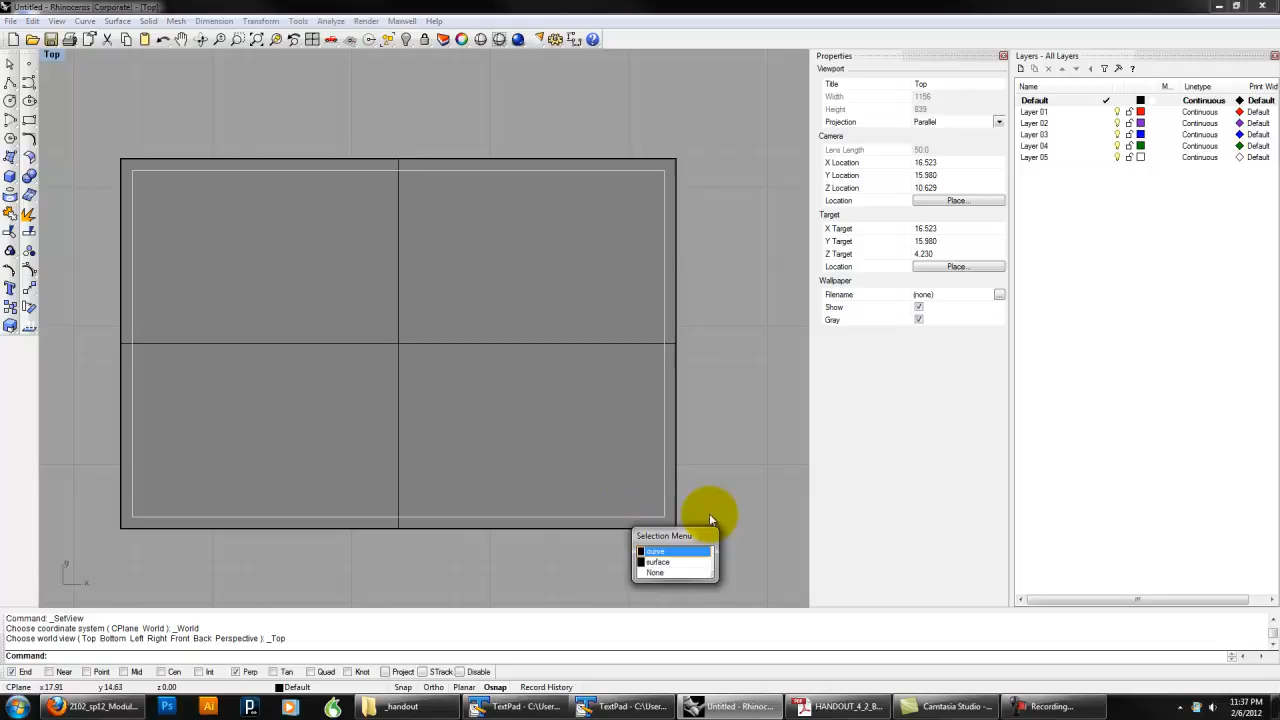 Untitled - Rhinoceros (Corporate) - [Top]
File Edit View Curve Surface Solid Mesh Dimension Transform Tools Analyze Render Maxwell Help
Top
Properties
Viewport
Title Top
Width 1156
Height 839
Projection Parallel
Camera
Lens Length 50.0
X Location 16.523
Y Location 15.980
Z Location 10.629
Location Place...
Target
X Target 16.523
Y Target 15.980
Z Target 4.230
Location Place...
Wallpaper
Filename (none) ...
Show
Gray
Layers - All Layers
Name M... Linetype Print Wid
Default Continuous Default
Layer 01 Continuous Default
Layer 02 Continuous Default
Layer 03 Continuous Default
Layer 04 Continuous Default
Layer 05 Continuous Default
Selection Menu
curve
surface
None
y
x
Command: _SetView
Choose coordinate system ( CPlane World ): _World
Choose world view ( Top Bottom Left Right Front Back Perspective ): _Top
Command:
End Near Point Mid Cen Int Perp Tan Quad Knot Project STrack Disable
CPlane x 17.91 y 14.63 z 0.00 Default Snap Ortho Planar Osnap Record History
2102_sp12_Modul... Ps Ai _handout TextPad - C:\Use... TextPad - C:\Use... Untitled - Rhinoc... HANDOUT_4_2_B... Camtasia Studio -... Recording...
11:37 PM
2/6/2012